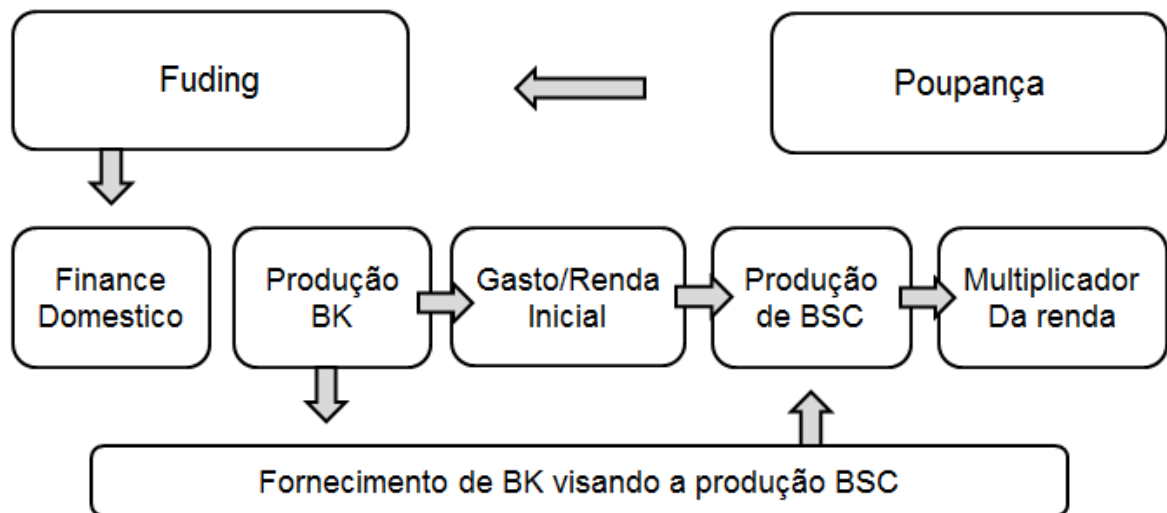 Fuding
Poupança
Finance
Domestico
Produção
BK
Gasto/Renda
Inicial
Produção
de BSC
Multiplicador
Da renda
Fornecimento de BK visando a produção BSC